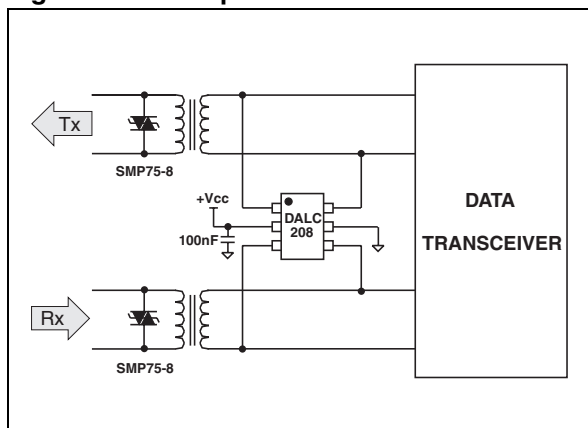 Tx
SMP75-8
+Vcc
100nF
DALC
208
DATA
TRANSCEIVER
Rx
SMP75-8